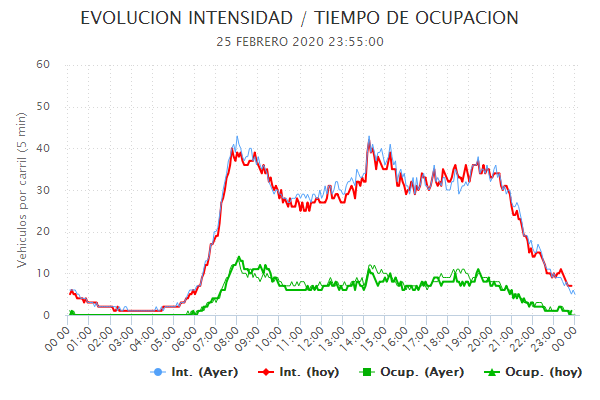 EVOLUCION INTENSIDAD / TIEMPO DE OCUPACION
25 FEBRERO 2020 23:55:00
Vehículos por carril (5 min)
60
50
40
30
20
10
0
00:00 01:00 02:00 03:00 04:00 05:00 06:00 07:00 08:00 09:00 10:00 11:00 12:00 13:00 14:00 15:00 16:00 17:00 18:00 19:00 20:00 21:00 22:00 23:00 00:00
Int. (Ayer) Int. (hoy) Ocup. (Ayer) Ocup. (hoy)